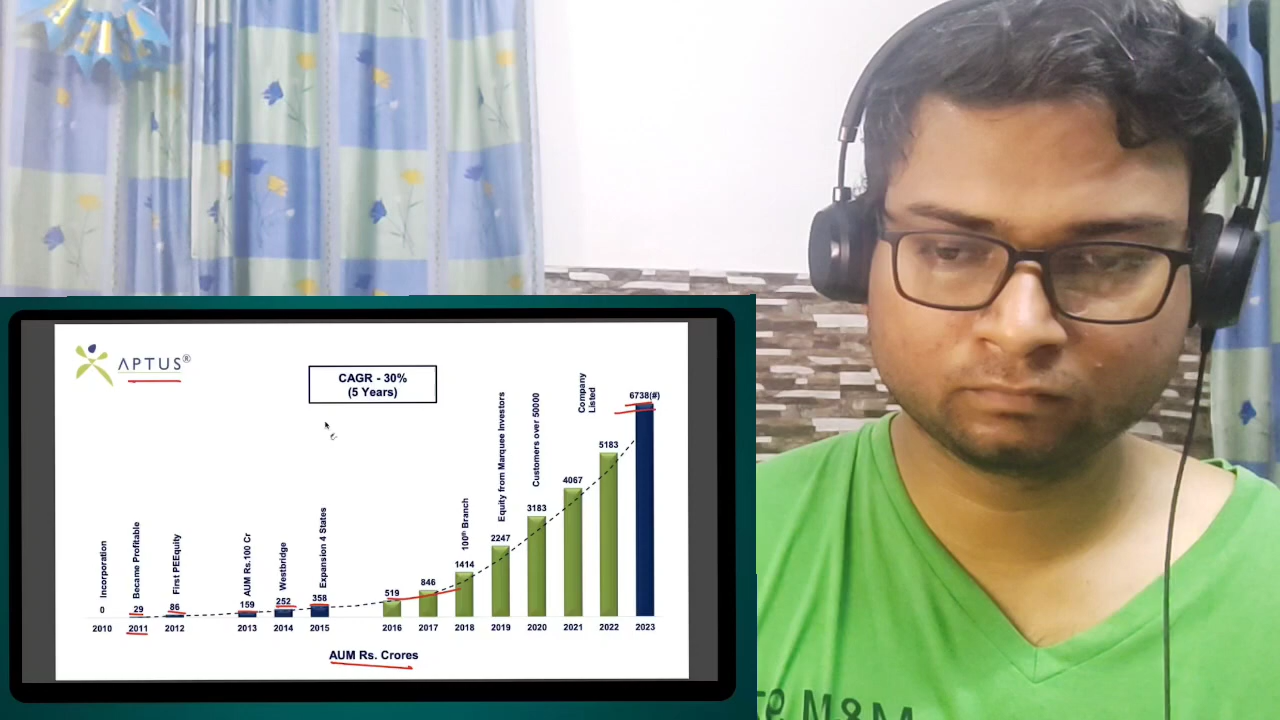 APTUS®
CAGR - 30%
(5 Years)
Incorporation
Became Profitable
First PEEquity
AUM Rs.100 Cr
Westbridge
Expansion 4 States
100th Branch
Equity from Marquee Investors
Customers over 50000
Company
Listed
0
29
86
159
252
358
519
846
1414
2247
3183
4067
5183
6738(#)
2010
2011
2012
2013
2014
2015
2016
2017
2018
2019
2020
2021
2022
2023
AUM Rs. Crores